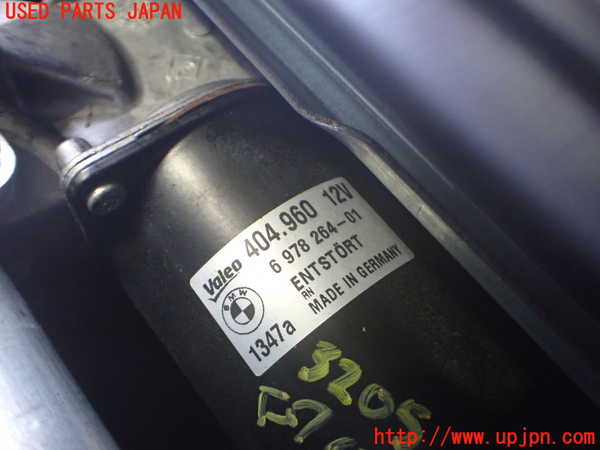 USED PARTS JAPAN
Valeo 404.960 12V
6 978 264-01
ENTSTÖRT
RN MADE IN GERMANY
BMW
1347a
3205
http://www.upjpn.com/